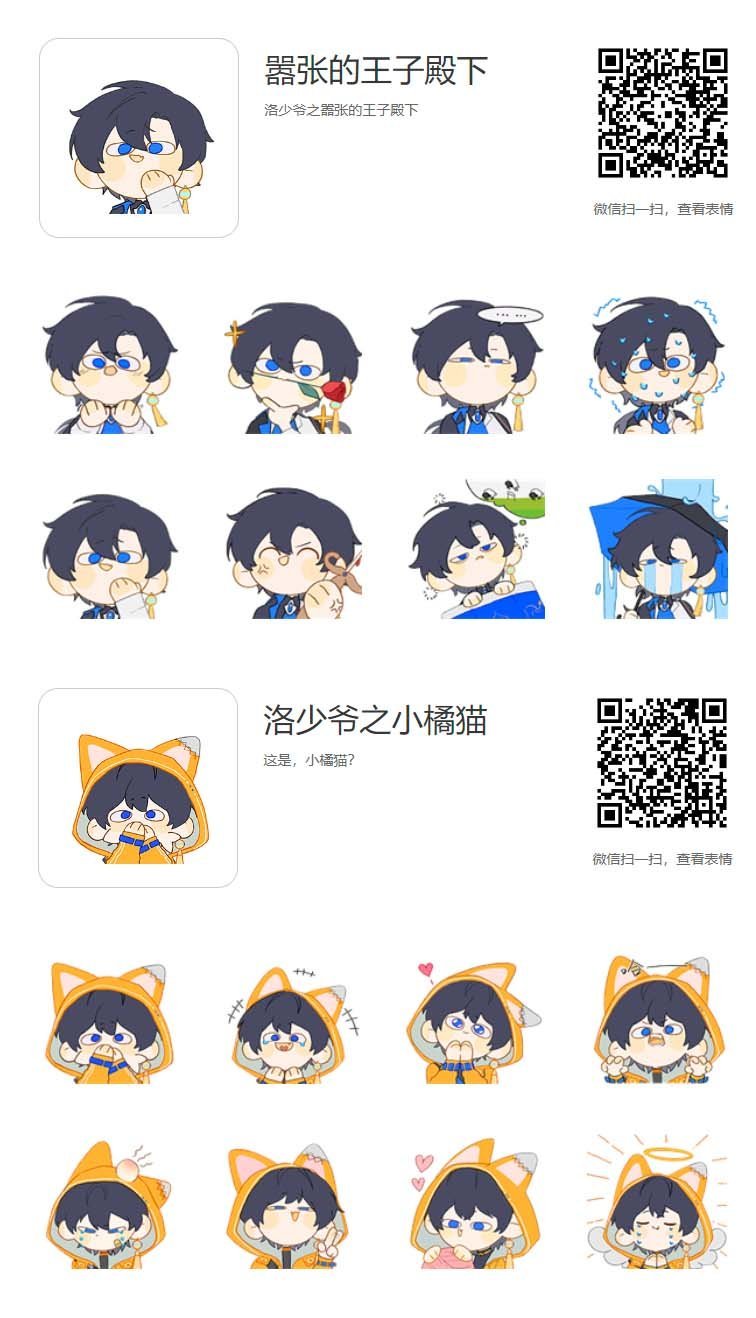 嚣张的王子殿下
洛少爷之嚣张的王子殿下
微信扫一扫，查看表情
洛少爷之小橘猫
这是，小橘猫？
微信扫一扫，查看表情
哈